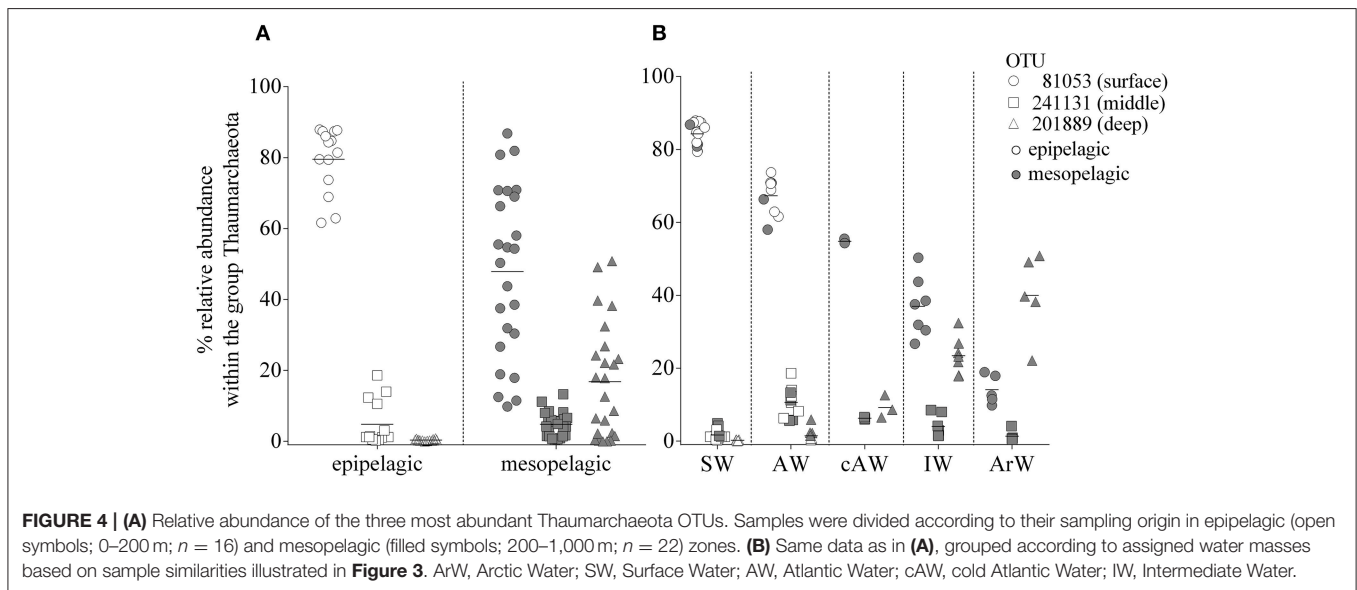 A
B
% relative abundance
within the group Thaumarchaeota
100
80
60
40
20
0
epipelagic
mesopelagic
100
80
60
40
20
0
SW
AW
cAW
IW
ArW
OTU
81053 (surface)
241131 (middle)
201889 (deep)
epipelagic
mesopelagic
FIGURE 4 | (A) Relative abundance of the three most abundant Thaumarchaeota OTUs. Samples were divided according to their sampling origin in epipelagic (open
symbols; 0–200 m; n = 16) and mesopelagic (filled symbols; 200–1,000 m; n = 22) zones. (B) Same data as in (A), grouped according to assigned water masses
based on sample similarities illustrated in Figure 3. ArW, Arctic Water; SW, Surface Water; AW, Atlantic Water; cAW, cold Atlantic Water; IW, Intermediate Water.